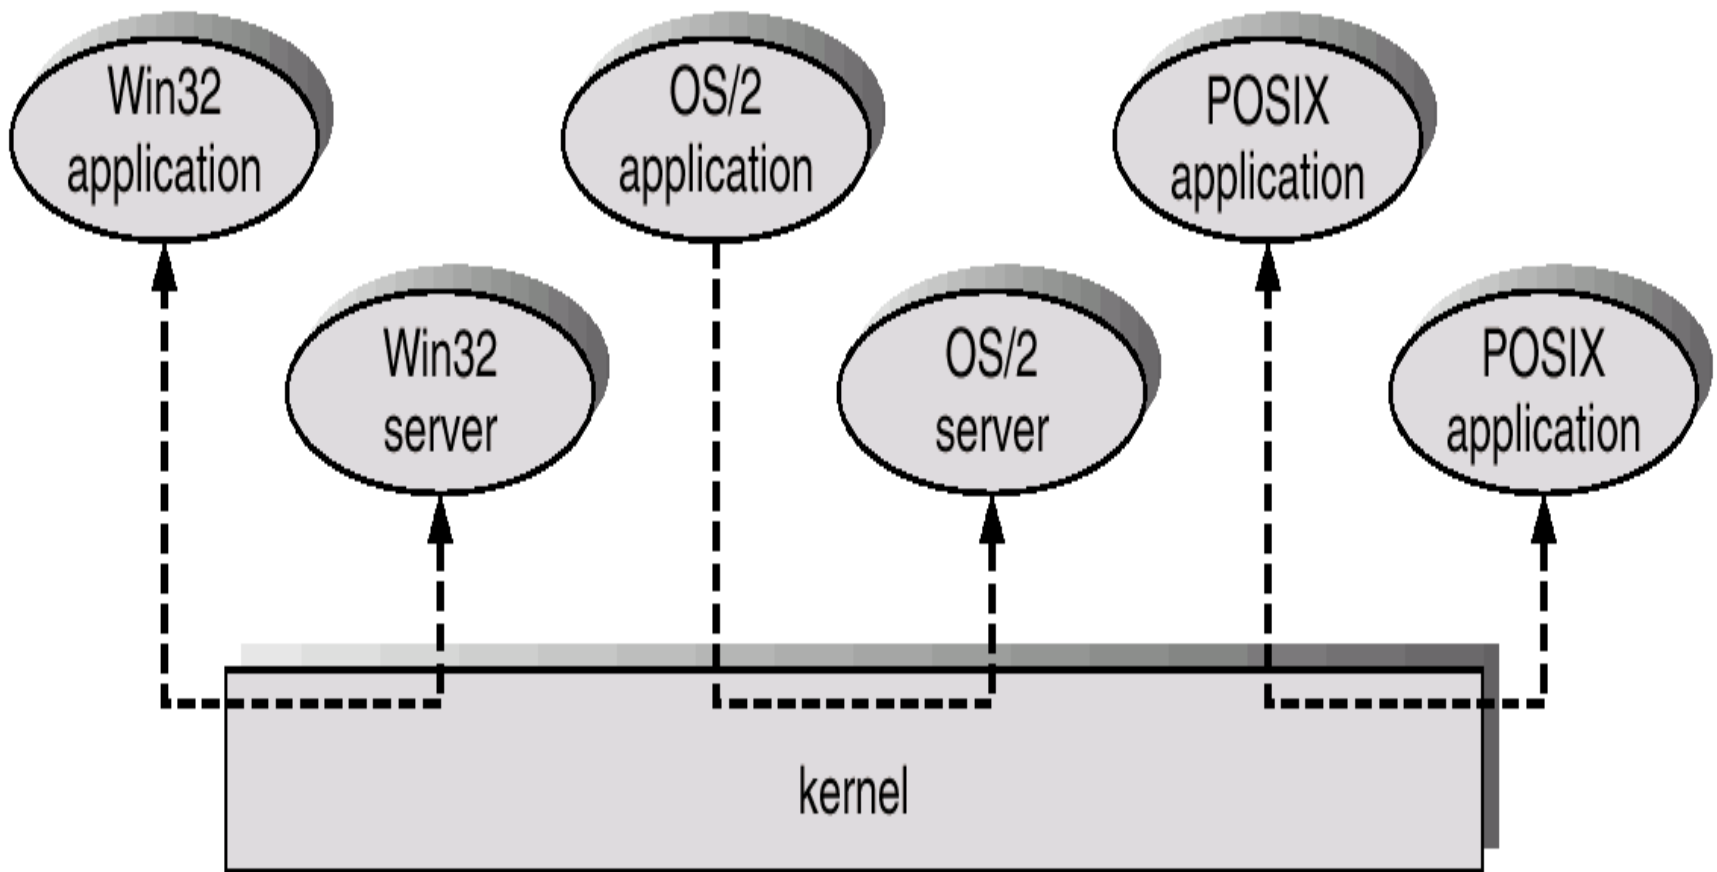 Win32
application
OS/2
application
POSIX
application
Win32
server
OS/2
server
POSIX
application
kernel